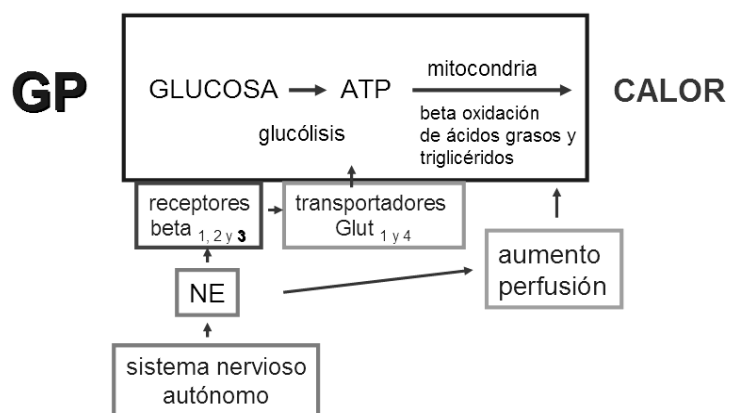 GP
GLUCOSA
ATP
mitocondria
CALOR
glucólisis
beta oxidación
de ácidos grasos y
triglicéridos
receptores
beta 1, 2 y 3
transportadores
Glut 1 y 4
aumento
perfusión
NE
sistema nervioso
autónomo